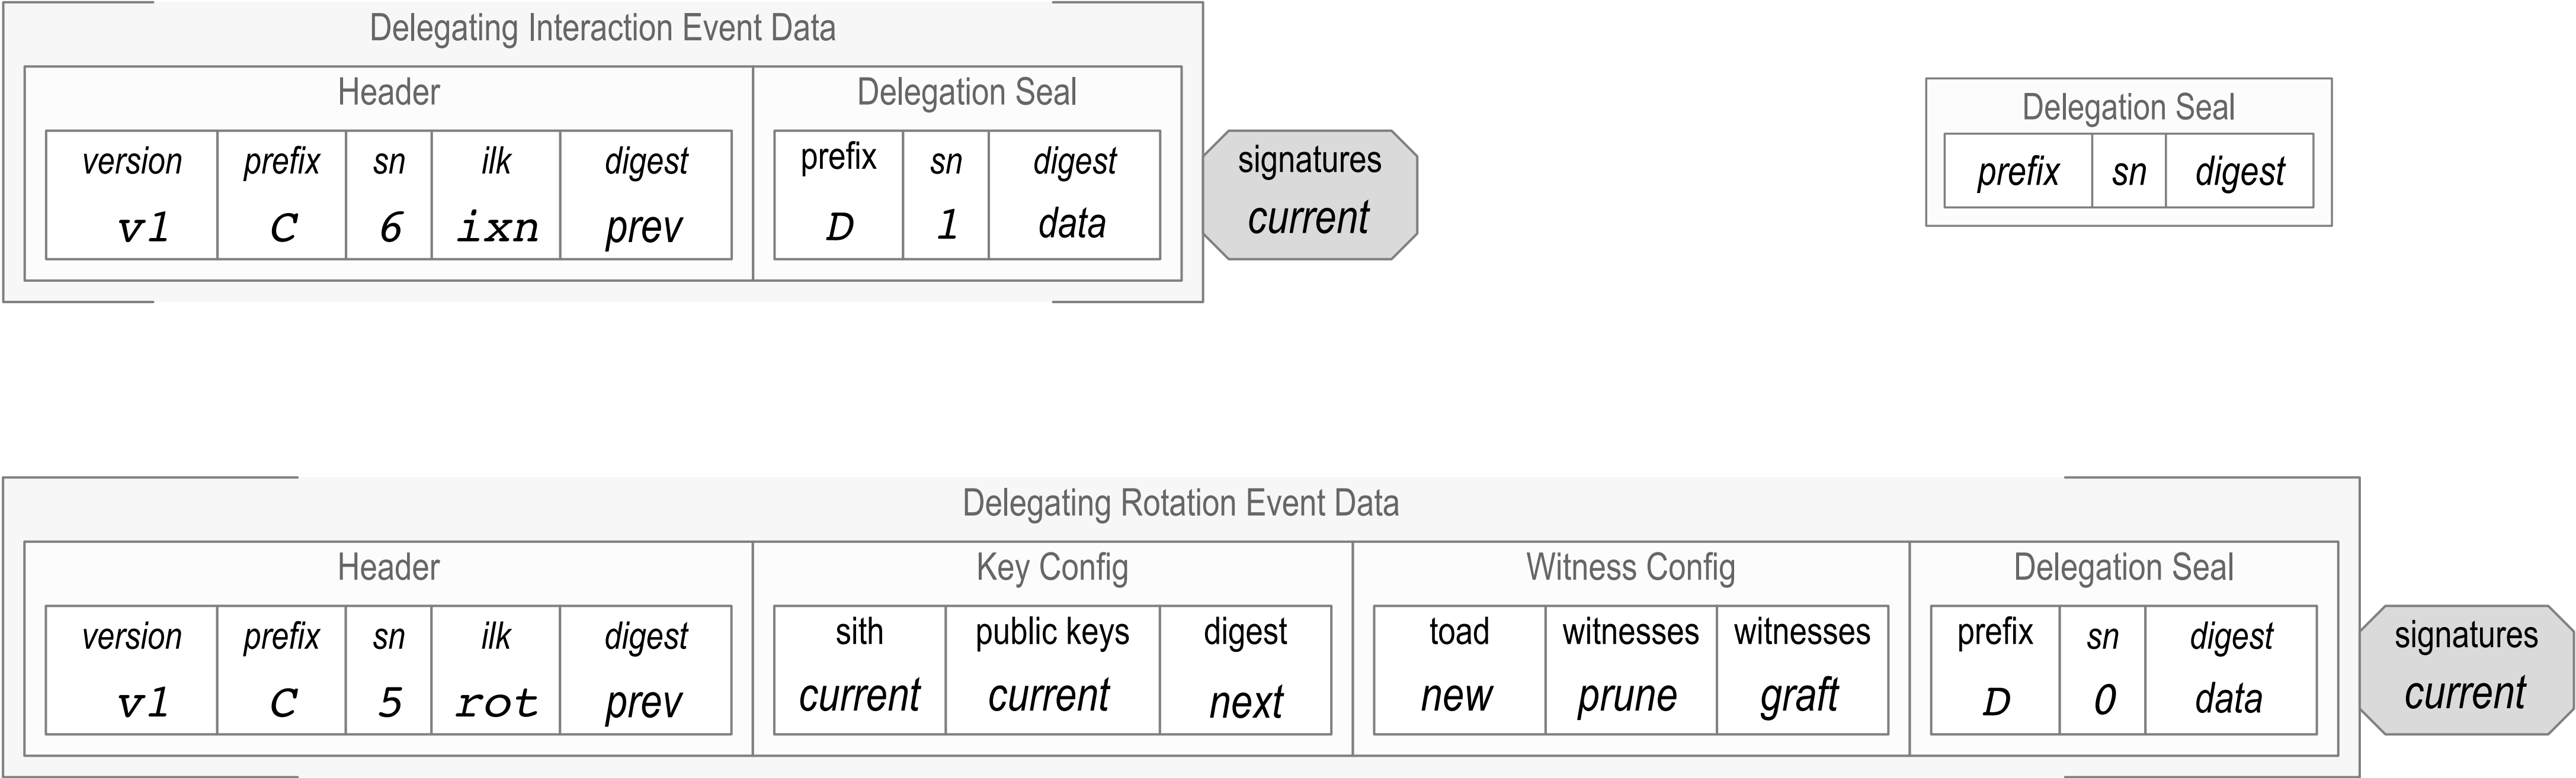 Delegating Interaction Event Data
Header
Delegation Seal
version prefix sn ilk digest
v1 C 6 ixn prev
prefix sn digest
D 1 data
signatures
current
Delegation Seal
prefix sn digest
Delegating Rotation Event Data
Header
Key Config
Witness Config
Delegation Seal
version prefix sn ilk digest
v1 C 5 rot prev
sith public keys digest
current current next
toad witnesses witnesses
new prune graft
prefix sn digest
D 0 data
signatures
current